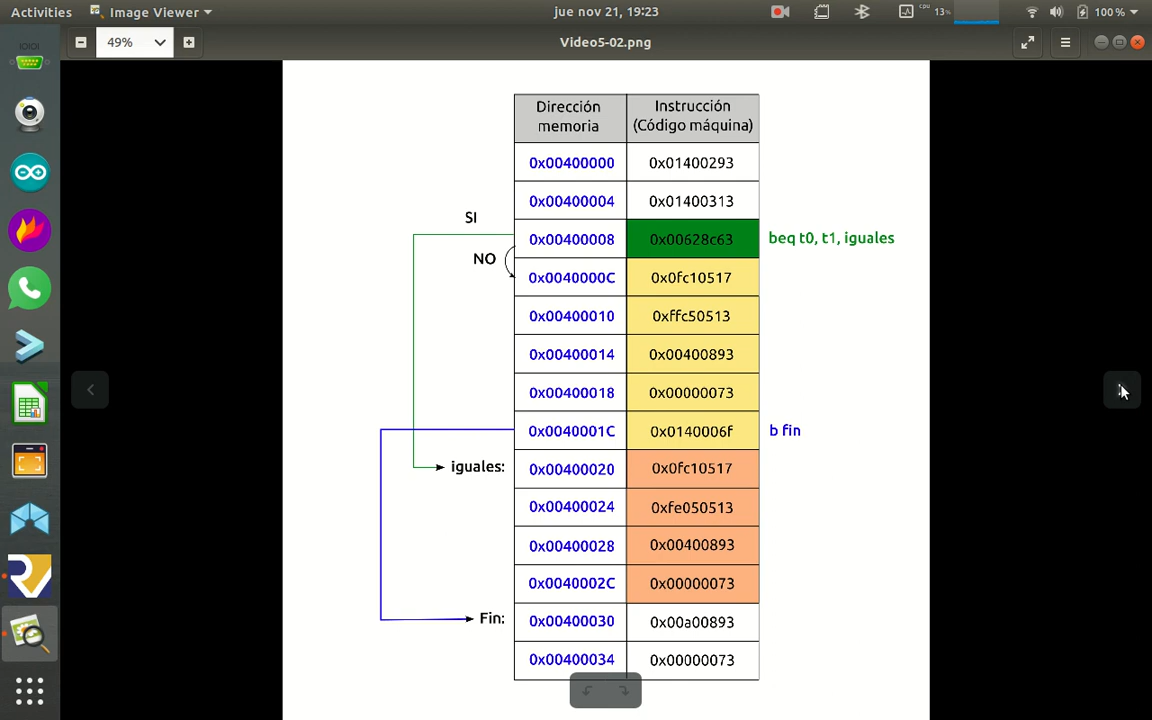 Activities Image Viewer jue nov 21, 19:23 cpu 13% 100 %
49% Video5-02.png
Dirección memoria Instrucción (Código máquina)
0x00400000 0x01400293
0x00400004 0x01400313
SI
0x00400008 0x00628c63 beq t0, t1, iguales
NO
0x0040000C 0x0fc10517
0x00400010 0xffc50513
0x00400014 0x00400893
0x00400018 0x00000073
0x0040001C 0x0140006f b fin
iguales: 0x00400020 0x0fc10517
0x00400024 0xfe050513
0x00400028 0x00400893
0x0040002C 0x00000073
Fin: 0x00400030 0x00a00893
0x00400034 0x00000073